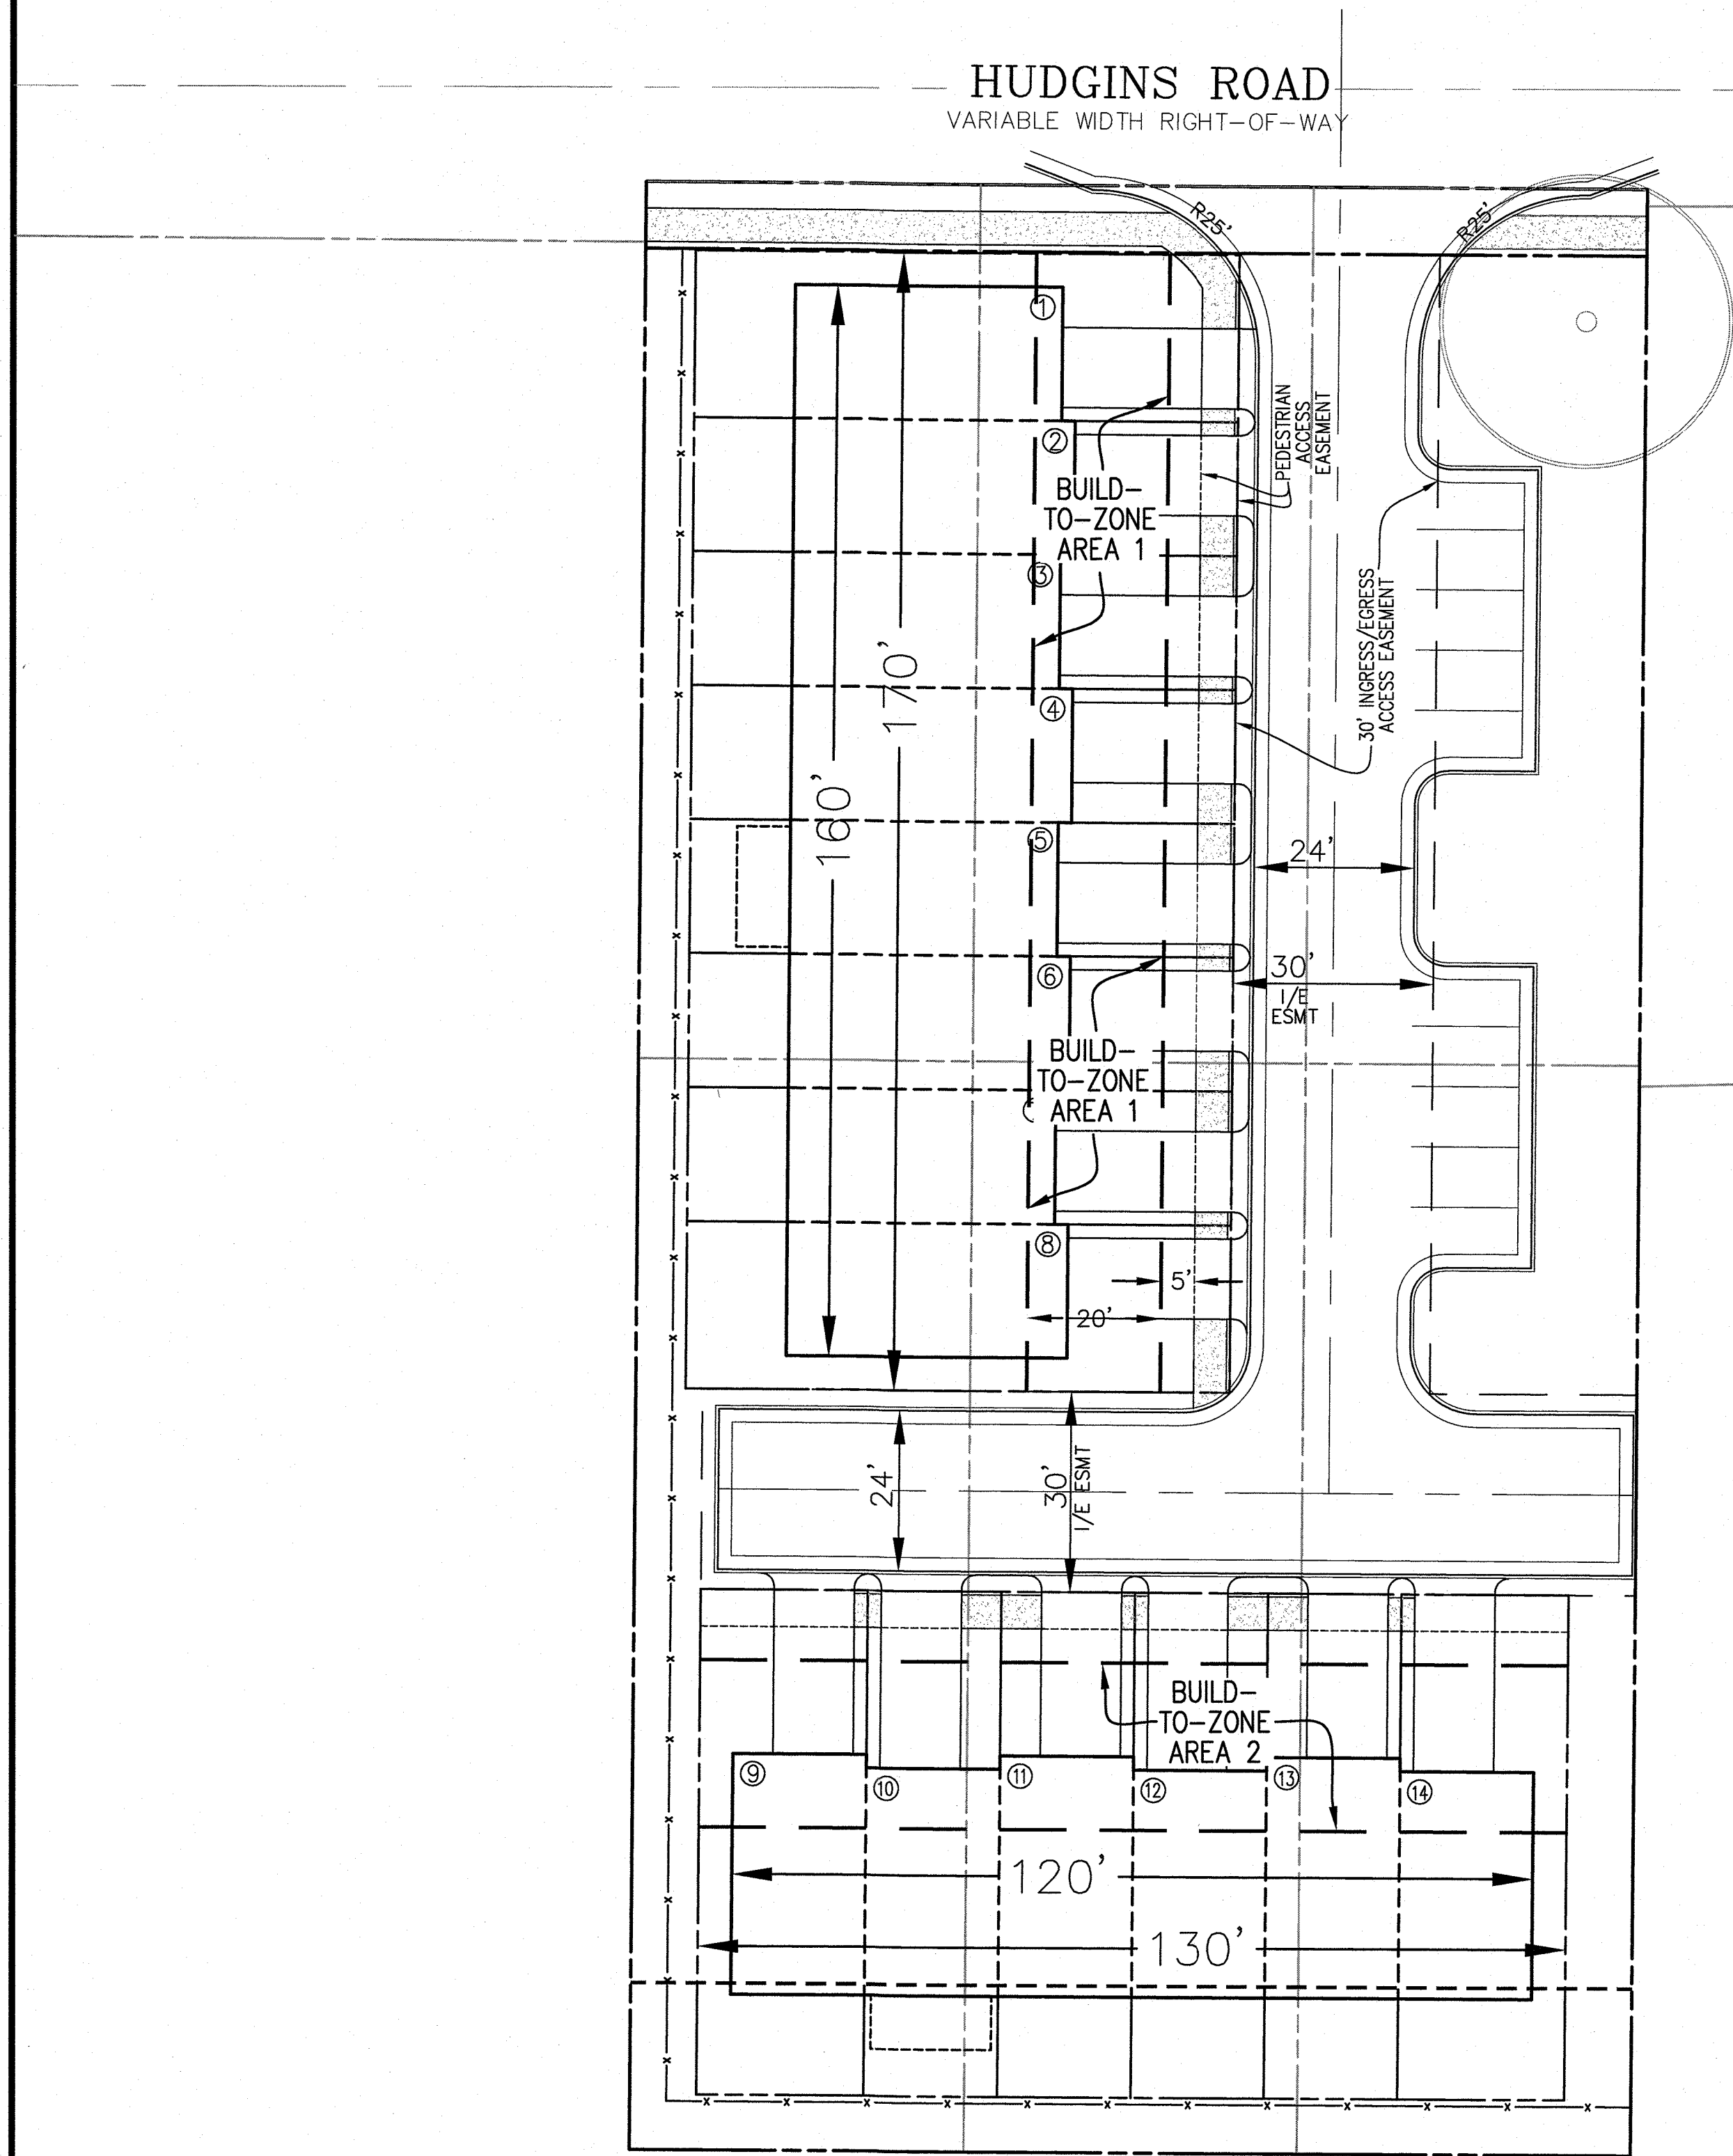 HUDGINS ROAD
VARIABLE WIDTH RIGHT-OF-WAY
R25'
R25'
①
PEDESTRIAN
ACCESS
EASEMENT
②
BUILD-
TO-ZONE
AREA 1
③
30' INGRESS/EGRESS
ACCESS EASEMENT
170'
④
160'
⑤
24'
⑥
30'
I/E
ESMT
BUILD-
TO-ZONE
AREA 1
⑧
5'
20'
24'
30'
I/E ESMT
BUILD-
TO-ZONE
AREA 2
⑨
⑩
⑪
⑫
⑬
⑭
120'
130'